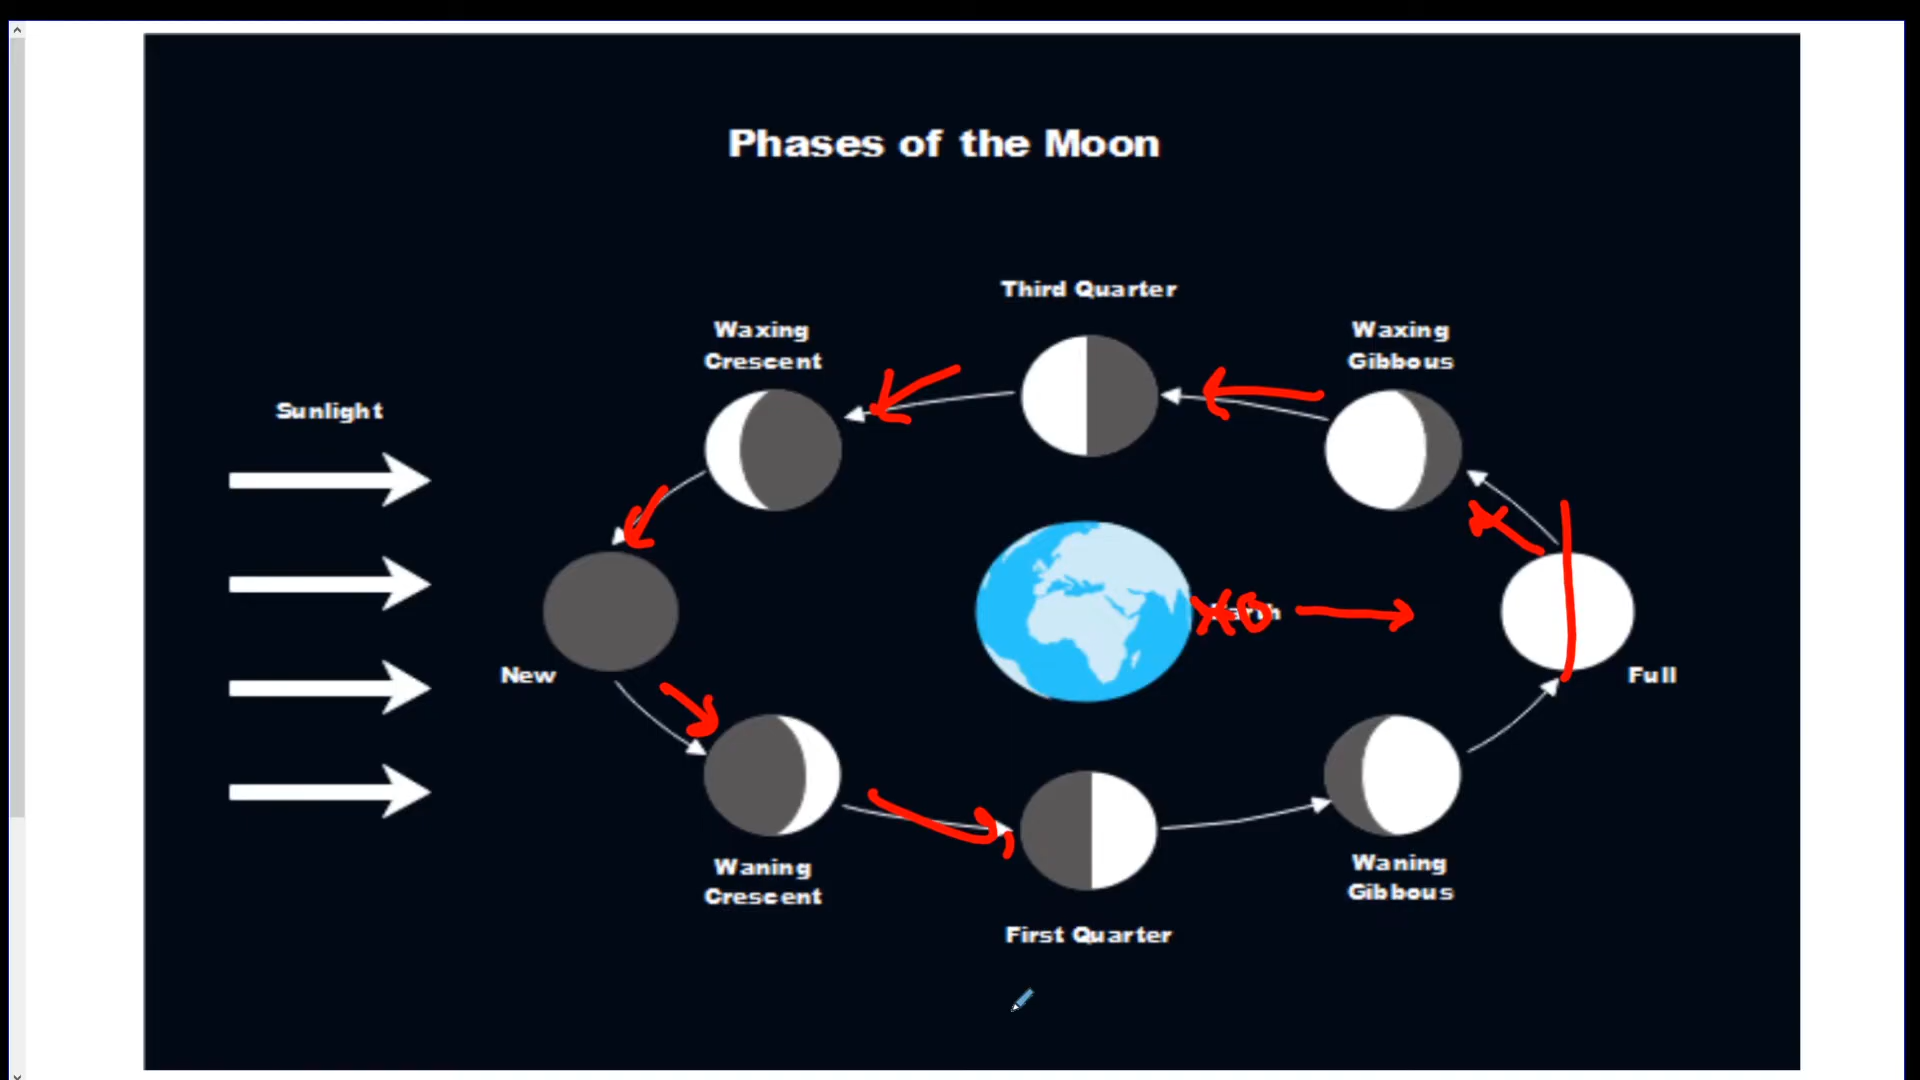 Phases of the Moon
Third Quarter
Waxing
Crescent
Waxing
Gibbous
Sunlight
Earth
New
Full
Waning
Crescent
Waning
Gibbous
First Quarter